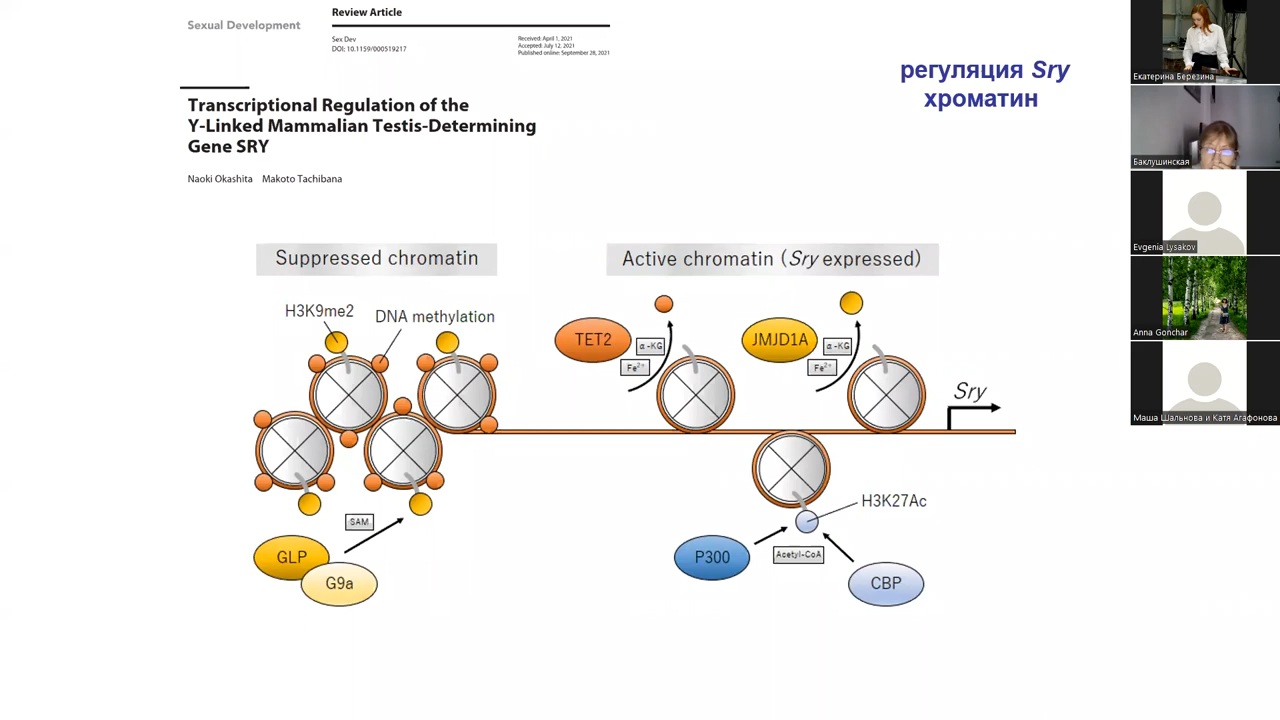 Sexual Development
Review Article
Sex Dev
DOI: 10.1159/000519217
Received: April 1, 2021
Accepted: July 12, 2021
Published online: September 28, 2021
регуляция Sry
хроматин
Transcriptional Regulation of the
Y-Linked Mammalian Testis-Determining
Gene SRY
Naoki Okashita Makoto Tachibana
Suppressed chromatin
Active chromatin (Sry expressed)
H3K9me2
DNA methylation
TET2
α-KG
Fe2+
JMJD1A
α-KG
Fe2+
Sry
SAM
GLP
G9a
H3K27Ac
P300
Acetyl-CoA
CBP
Екатерина Березина
Баклушинская
Evgenia Lysakov
Anna Gonchar
Маша Шальнова и Катя Агафонова